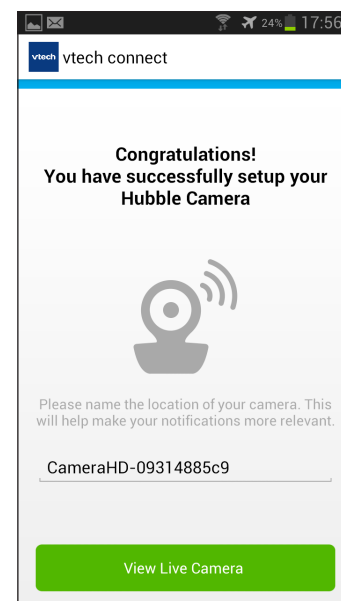 24% 17:56
vtech vtech connect
Congratulations!
You have successfully setup your
Hubble Camera
Please name the location of your camera. This
will help make your notifications more relevant.
CameraHD-09314885c9
View Live Camera